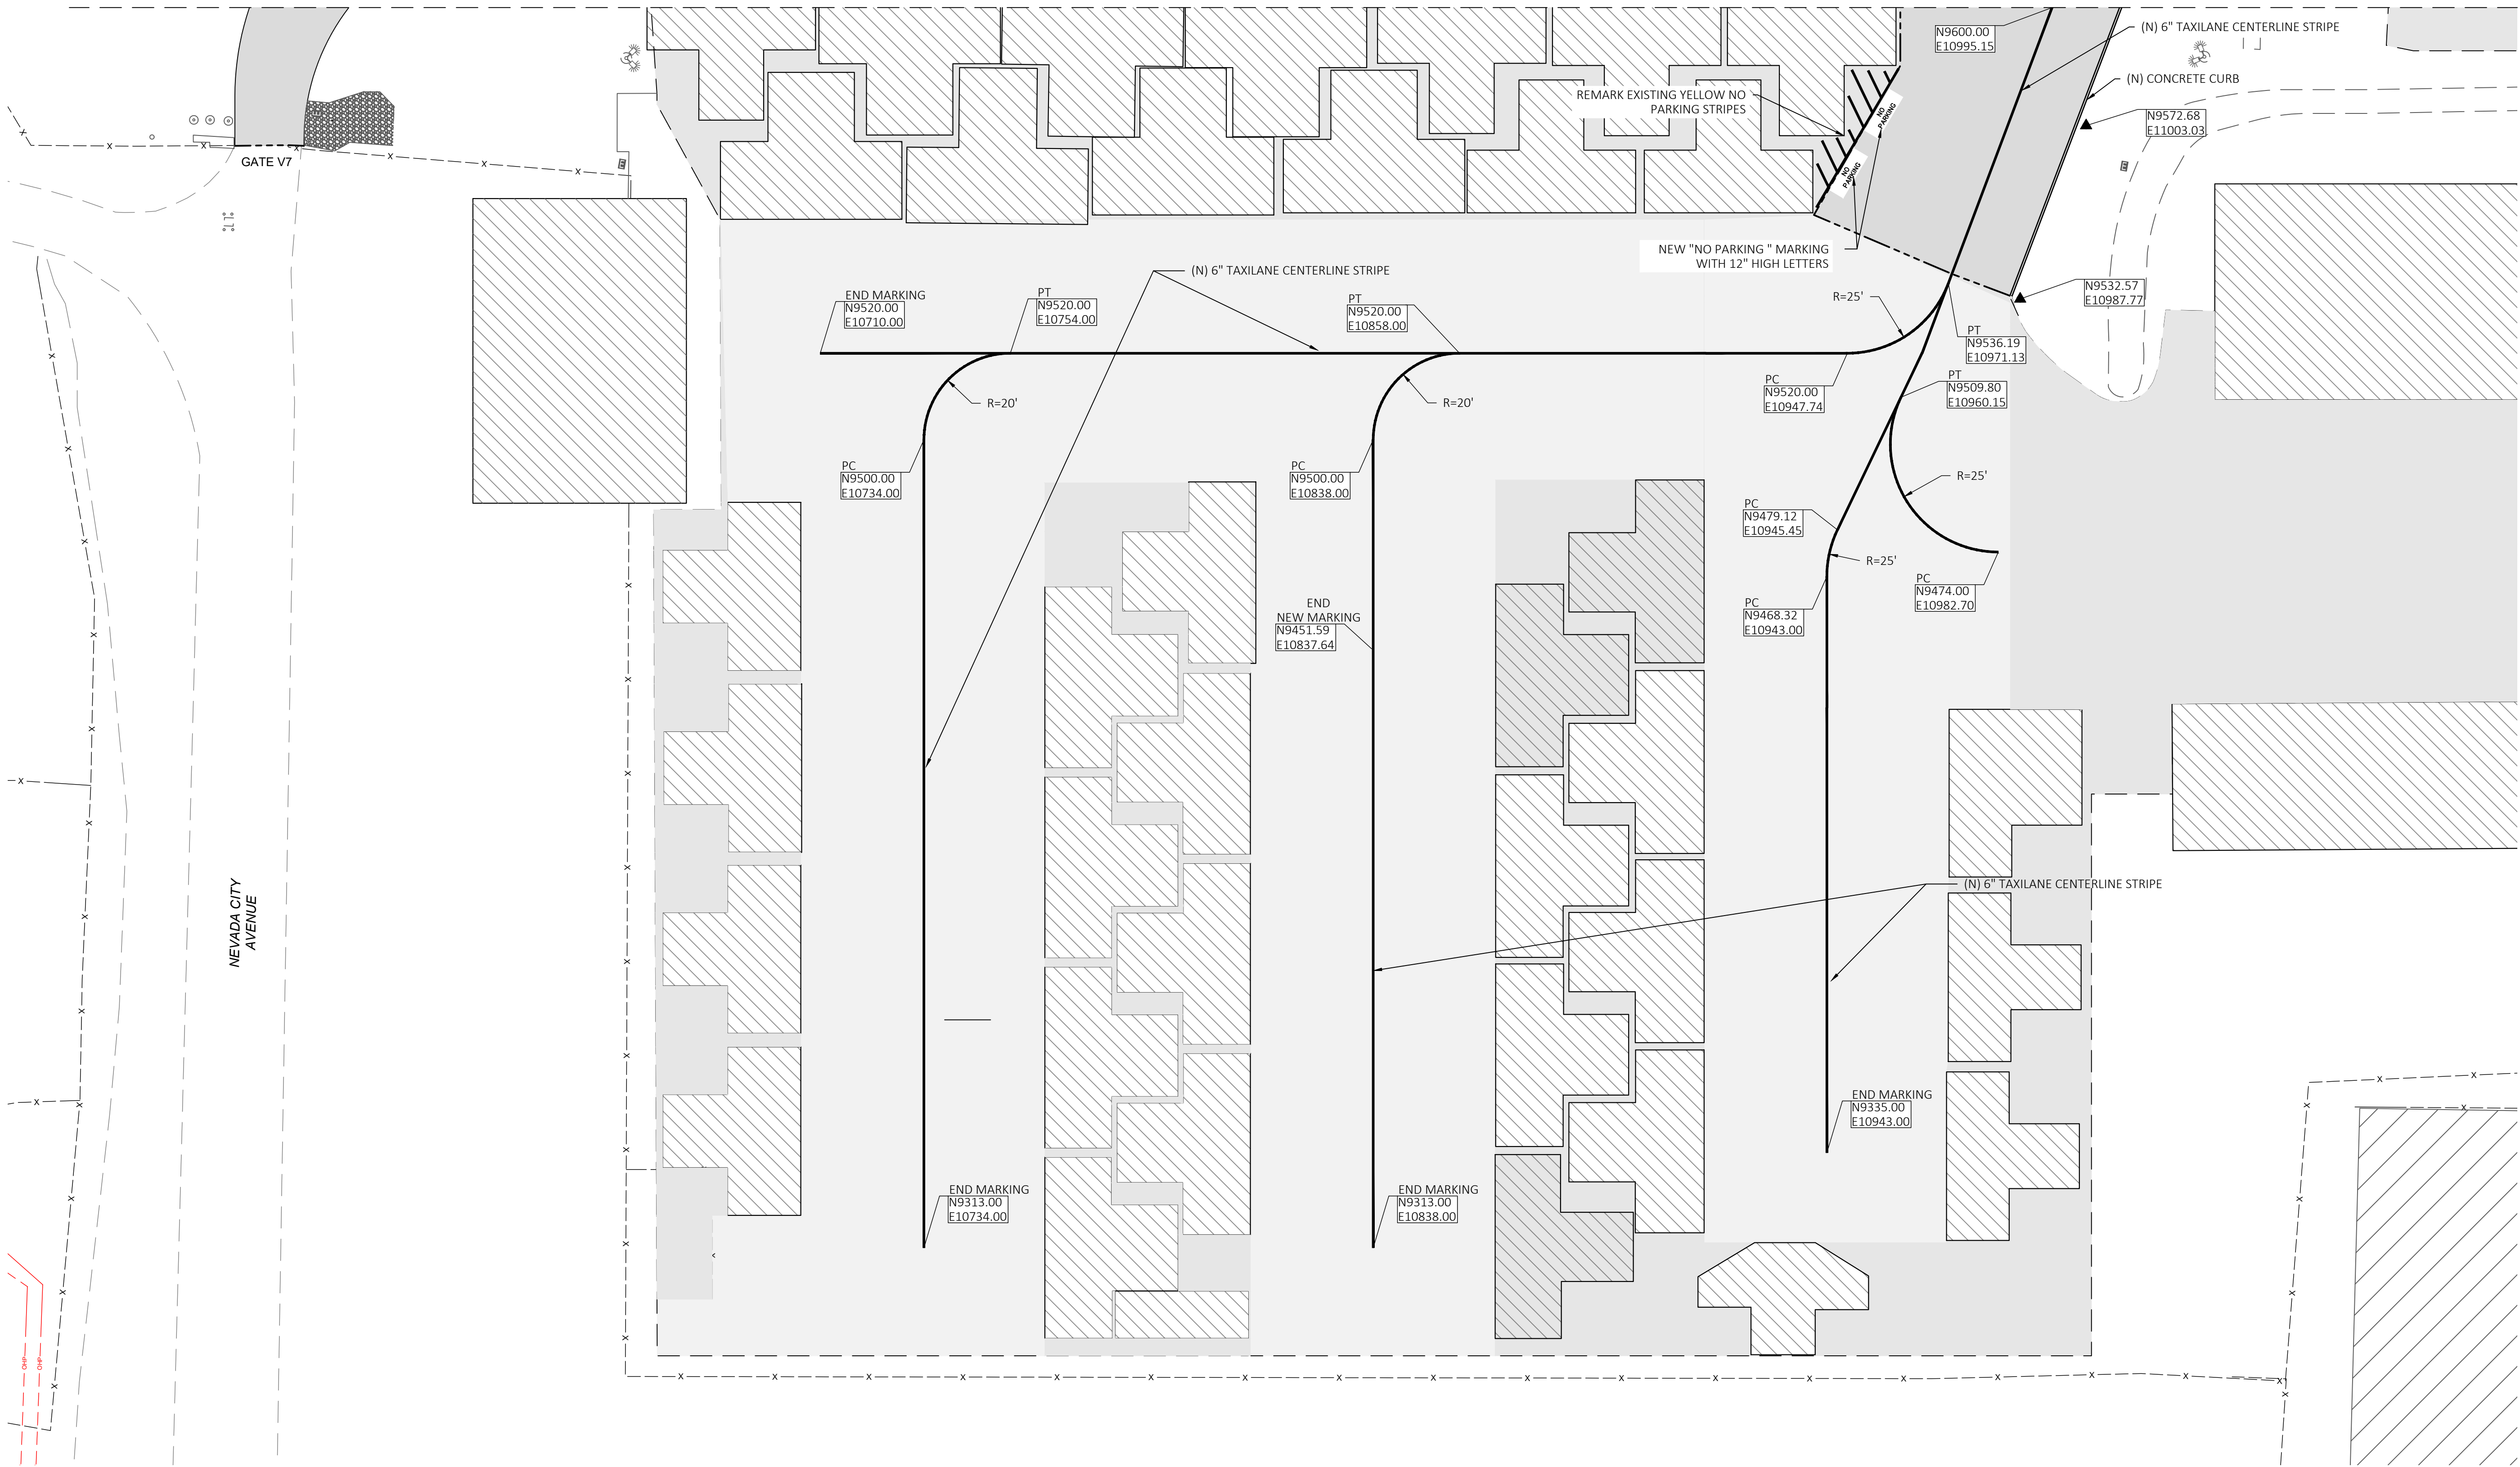 N9600.00
E10995.15
(N) 6" TAXILANE CENTERLINE STRIPE
(N) CONCRETE CURB
REMARK EXISTING YELLOW NO
PARKING STRIPES
NO
PARKING
NO
PARKING
N9572.68
E11003.03
GATE V7
NEW "NO PARKING " MARKING
WITH 12" HIGH LETTERS
(N) 6" TAXILANE CENTERLINE STRIPE
END MARKING
N9520.00
E10710.00
PT
N9520.00
E10754.00
PT
N9520.00
E10858.00
R=25'
N9532.57
E10987.77
PT
N9536.19
E10971.13
PC
N9520.00
E10947.74
PT
N9509.80
E10960.15
R=20'
R=20'
PC
N9500.00
E10734.00
PC
N9500.00
E10838.00
R=25'
PC
N9479.12
E10945.45
R=25'
PC
N9474.00
E10982.70
END
NEW MARKING
N9451.59
E10837.64
PC
N9468.32
E10943.00
(N) 6" TAXILANE CENTERLINE STRIPE
NEVADA CITY
AVENUE
END MARKING
N9335.00
E10943.00
END MARKING
N9313.00
E10734.00
END MARKING
N9313.00
E10838.00
OHP
OHP